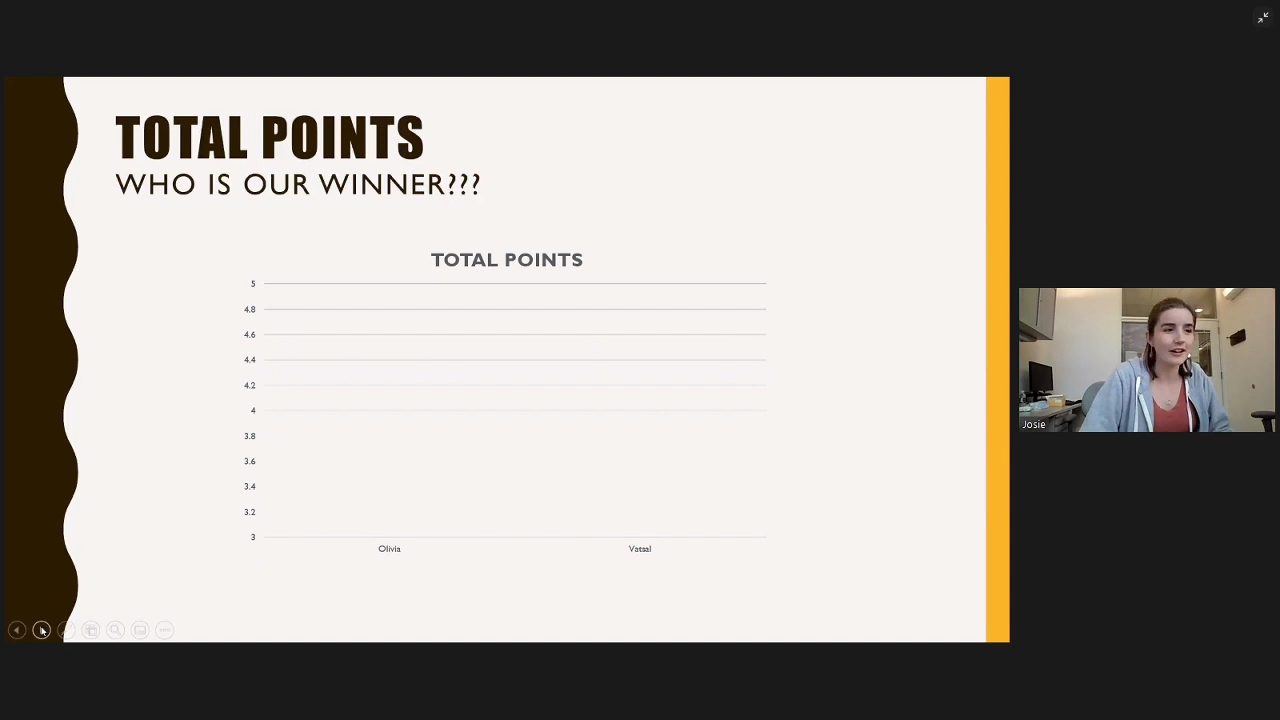 TOTAL POINTS
WHO IS OUR WINNER???
TOTAL POINTS
5
4.8
4.6
4.4
4.2
4
3.8
3.6
3.4
3.2
3
Olivia Vatsal
Josie